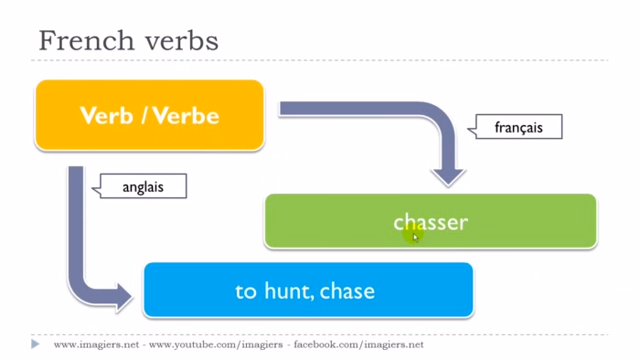 French verbs
Verb / Verbe
français
anglais
chasser
to hunt, chase
www.imagiers.net - www.youtube.com/imagiers - facebook.com/imagiers.net